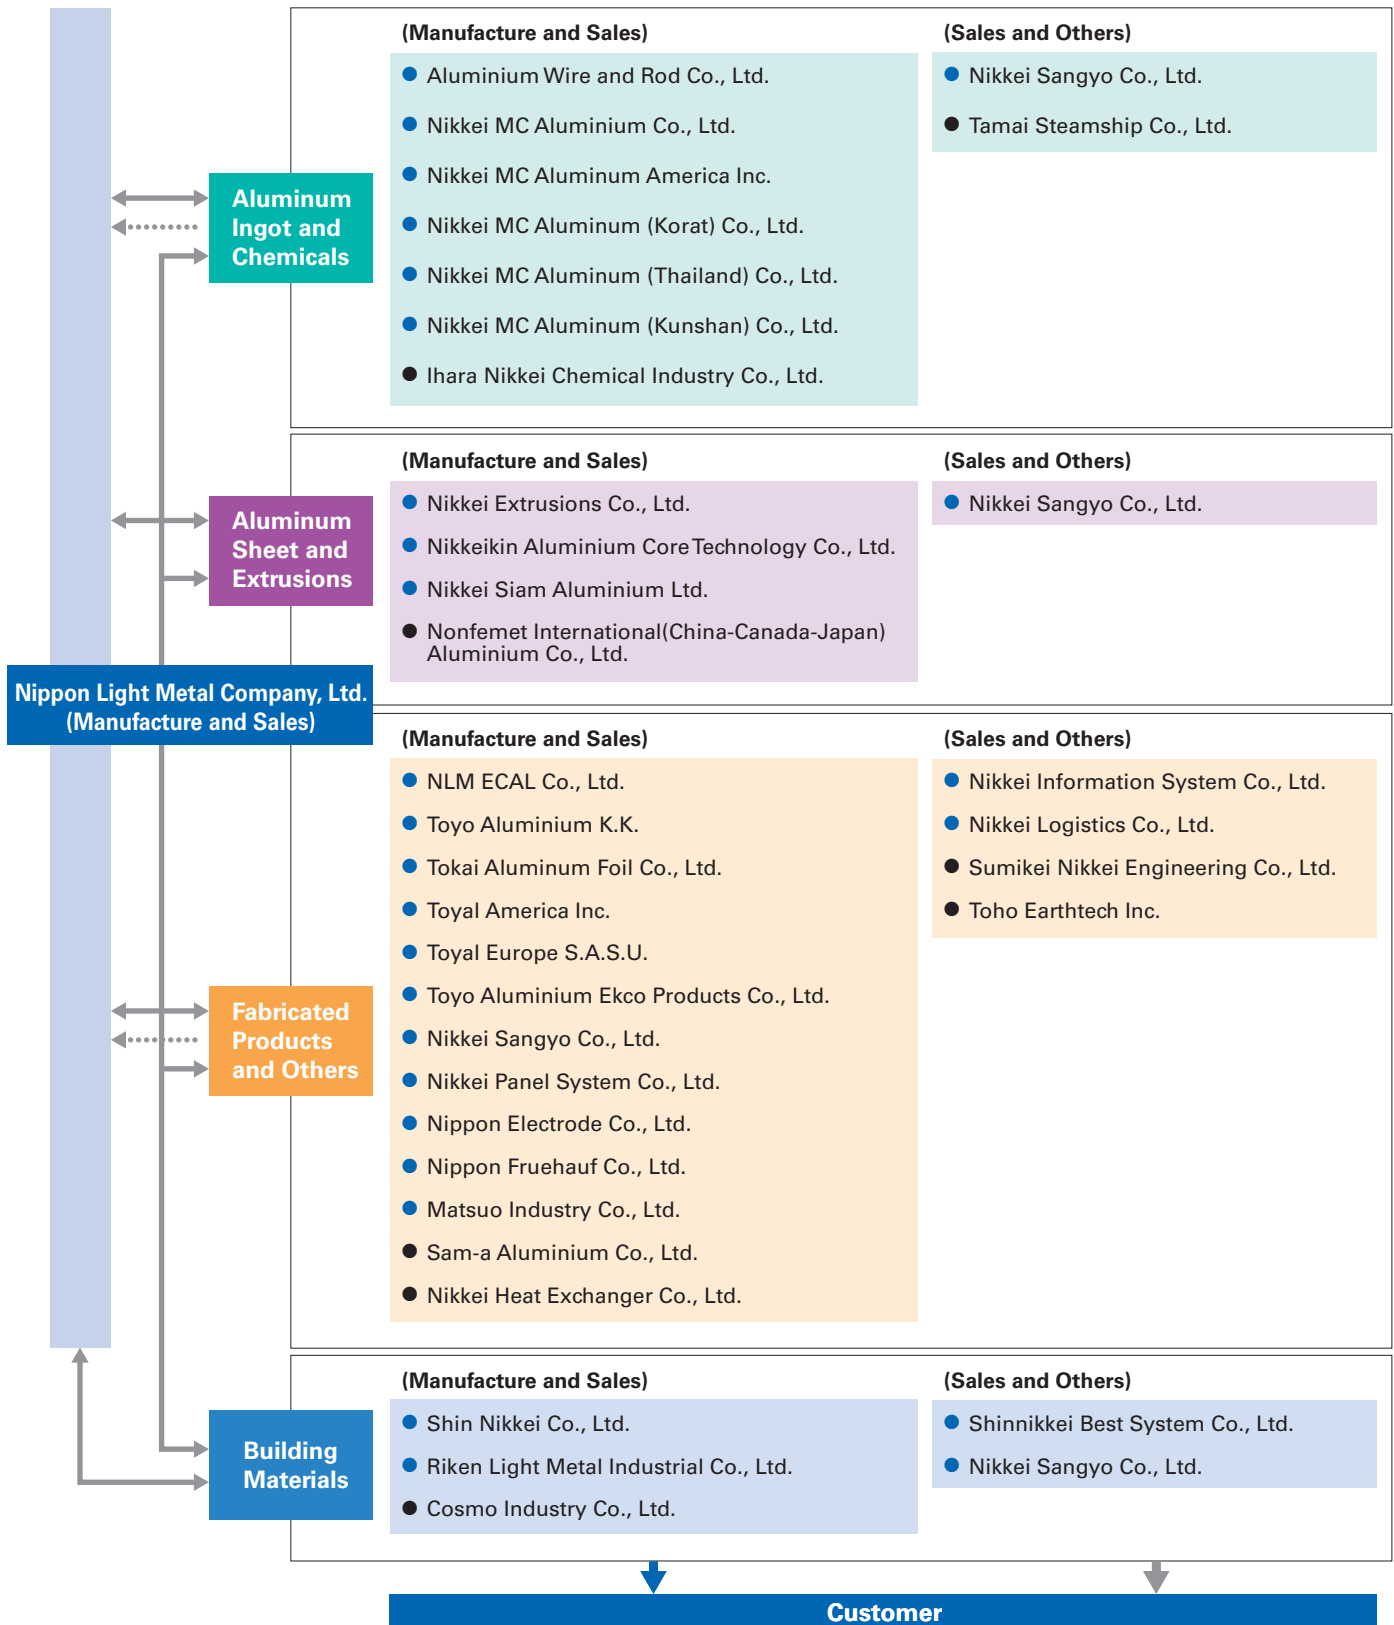 (Manufacture and Sales)
Aluminium Wire and Rod Co., Ltd.
Nikkei MC Aluminium Co., Ltd.
Nikkei MC Aluminum America Inc.
Nikkei MC Aluminum (Korat) Co., Ltd.
Nikkei MC Aluminum (Thailand) Co., Ltd.
Nikkei MC Aluminum (Kunshan) Co., Ltd.
Ihara Nikkei Chemical Industry Co., Ltd.
(Sales and Others)
Nikkei Sangyo Co., Ltd.
Tamai Steamship Co., Ltd.
Aluminum
Ingot and
Chemicals
(Manufacture and Sales)
Nikkei Extrusions Co., Ltd.
Nikkeikin Aluminium Core Technology Co., Ltd.
Nikkei Siam Aluminium Ltd.
Nonfemet International(China-Canada-Japan)
Aluminium Co., Ltd.
(Sales and Others)
Nikkei Sangyo Co., Ltd.
Aluminum
Sheet and
Extrusions
Nippon Light Metal Company, Ltd.
(Manufacture and Sales)
(Manufacture and Sales)
NLM ECAL Co., Ltd.
Toyo Aluminium K.K.
Tokai Aluminum Foil Co., Ltd.
Toyal America Inc.
Toyal Europe S.A.S.U.
Toyo Aluminium Ekco Products Co., Ltd.
Nikkei Sangyo Co., Ltd.
Nikkei Panel System Co., Ltd.
Nippon Electrode Co., Ltd.
Nippon Fruehauf Co., Ltd.
Matsuo Industry Co., Ltd.
Sam-a Aluminium Co., Ltd.
Nikkei Heat Exchanger Co., Ltd.
(Sales and Others)
Nikkei Information System Co., Ltd.
Nikkei Logistics Co., Ltd.
Sumikei Nikkei Engineering Co., Ltd.
Toho Earthtech Inc.
Fabricated
Products
and Others
(Manufacture and Sales)
Shin Nikkei Co., Ltd.
Riken Light Metal Industrial Co., Ltd.
Cosmo Industry Co., Ltd.
(Sales and Others)
Shinnikkei Best System Co., Ltd.
Nikkei Sangyo Co., Ltd.
Building
Materials
Customer